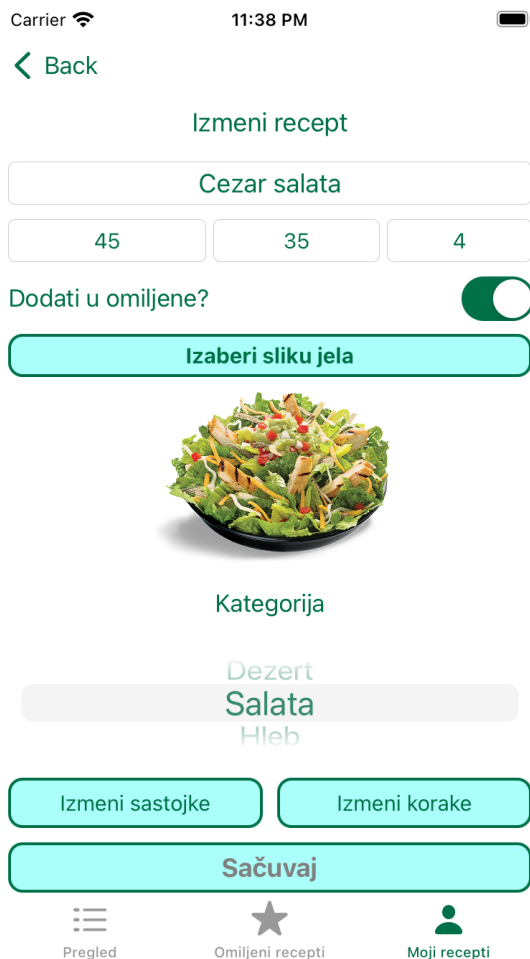 Carrier 11:38 PM
Back
Izmeni recept
Cezar salata
45 35 4
Dodati u omiljene?
Izaberi sliku jela
Kategorija
Dezert
Salata
Hleb
Izmeni sastojke Izmeni korake
Sačuvaj
Pregled Omiljeni recepti Moji recepti